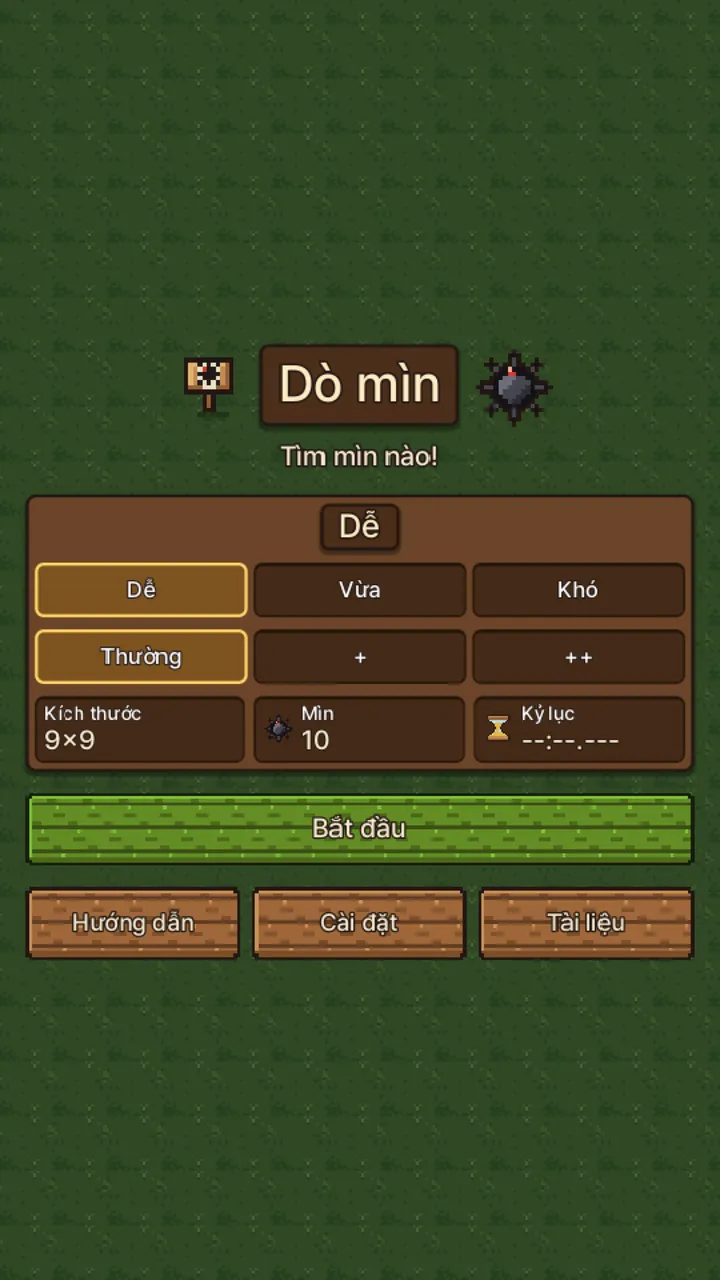 Dò mìn
Tìm mìn nào!
Dễ
Dễ
Vừa
Khó
Thường
+
++
Kích thước
9×9
Mìn
10
Kỷ lục
--:--.---
Bắt đầu
Hướng dẫn
Cài đặt
Tài liệu